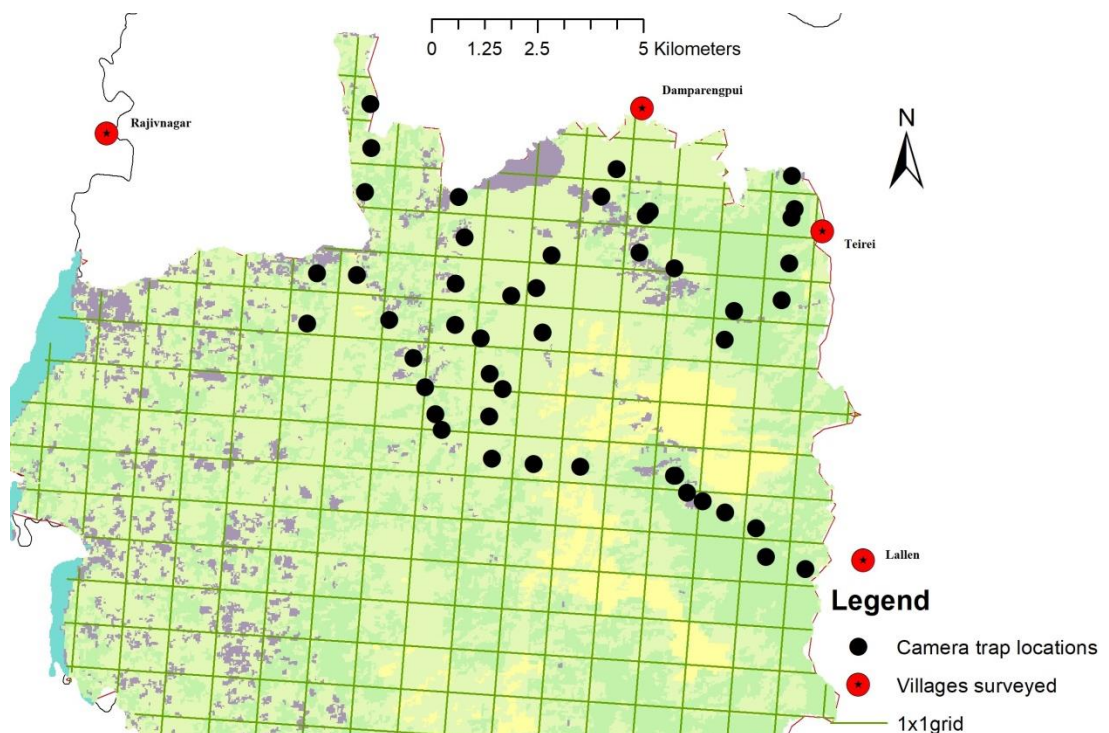 0 1.25 2.5 5 Kilometers
Damparengpui
Rajivnagar
N
Teirei
Lallen
Legend
Camera trap locations
Villages surveyed
1x1grid